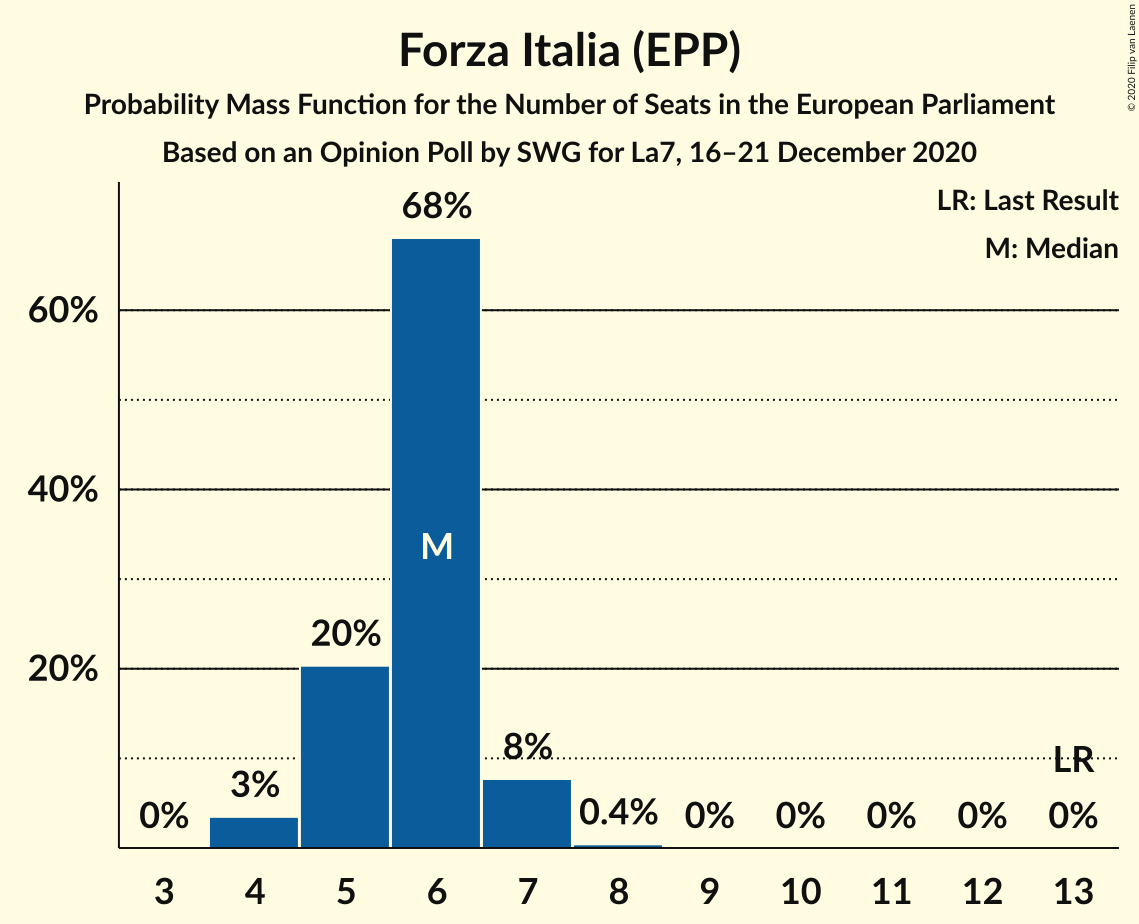 Forza Italia (EPP)
Probability Mass Function for the Number of Seats in the European Parliament
Based on an Opinion Poll by SWG for La7, 16–21 December 2020
© 2020 Filip van Laenen
LR: Last Result
M: Median
60%
40%
20%
0%
3%
20%
68%
M
8%
0.4%
0%
0%
0%
0%
LR
0%
3 4 5 6 7 8 9 10 11 12 13